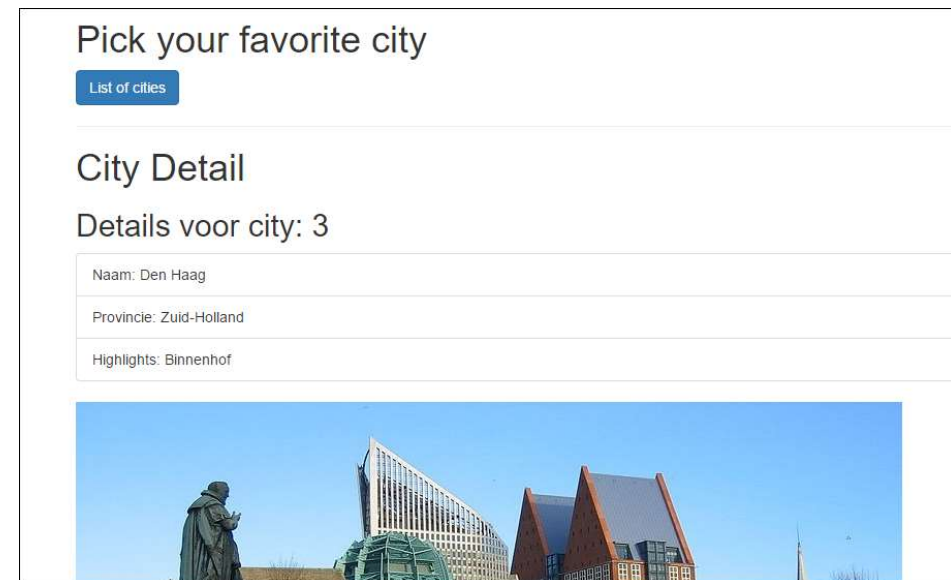 Pick your favorite city
List of cities
City Detail
Details voor city: 3
Naam: Den Haag
Provincie: Zuid-Holland
Highlights: Binnenhof